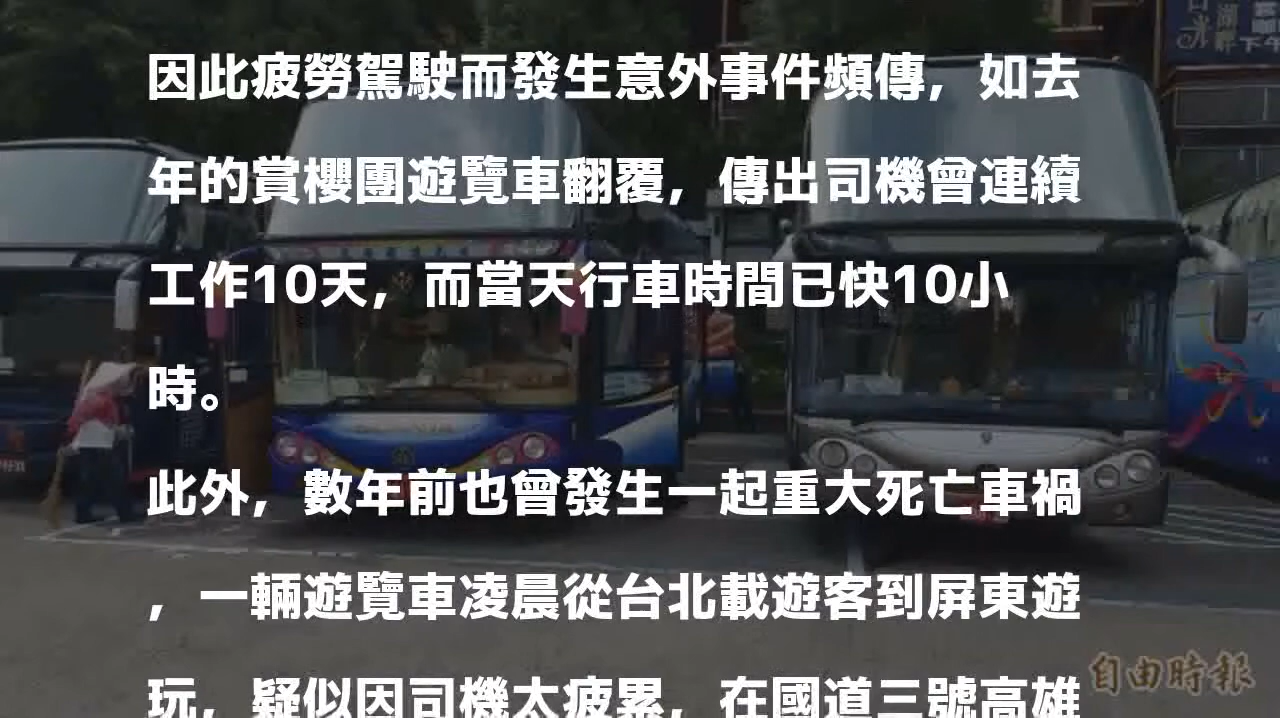 因此疲勞駕駛而發生意外事件頻傳，如去
年的賞櫻團遊覽車翻覆，傳出司機曾連續
工作10天，而當天行車時間已快10小
時。
此外，數年前也曾發生一起重大死亡車禍
，一輛遊覽車凌晨從台北載遊客到屏東遊
玩，疑似因司機太疲累，在國道三號高雄
自由時報